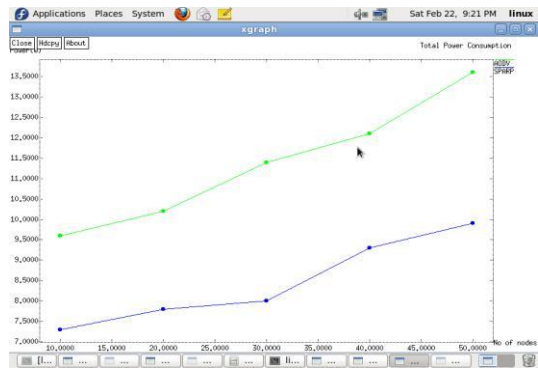 Applications Places System Sat Feb 22, 9:21 PM linux
xgraph
Close Hdcpy About
Power(W)
Total Power Consumption
AODV
SPARP
13,5000
13,0000
12,5000
12,0000
11,5000
11,0000
10,5000
10,0000
9,5000
9,0000
8,5000
8,0000
7,5000
7,0000
10,0000 15,0000 20,0000 25,0000 30,0000 35,0000 40,0000 45,0000 50,0000
No of nodes
[l... ... ... ... ... ... li... ... ... ... ...